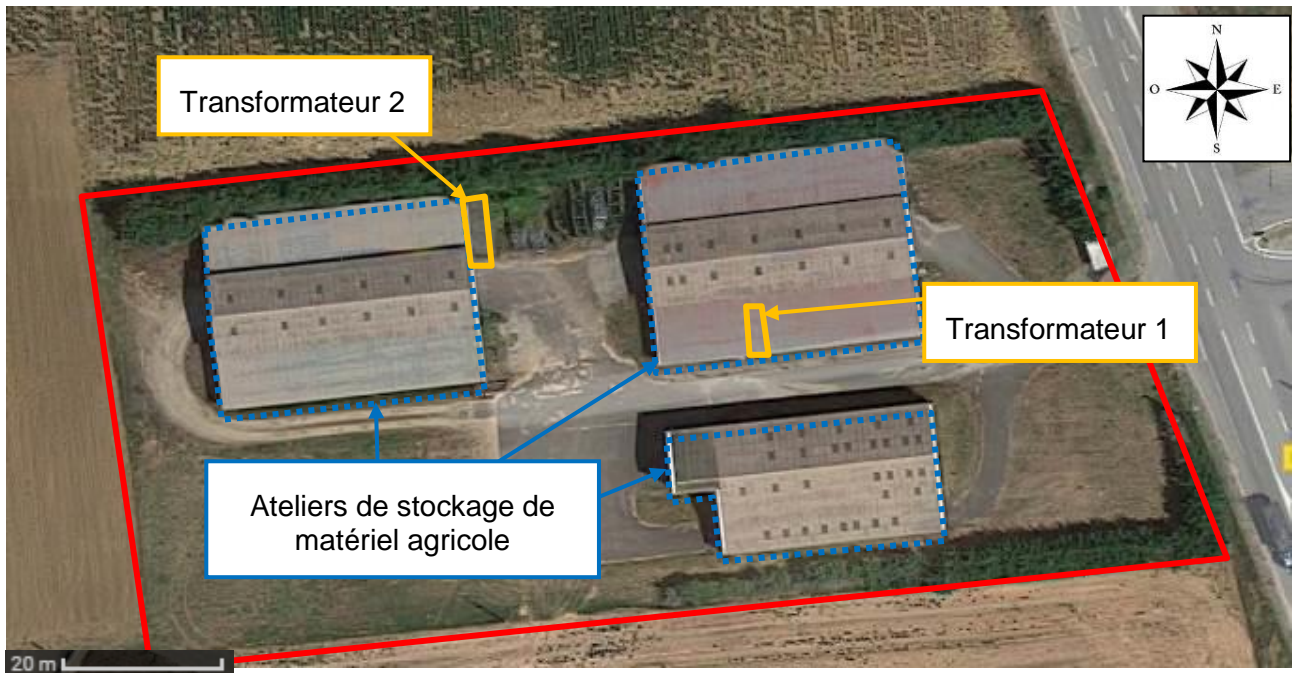 N
O E
S
Transformateur 2
Transformateur 1
Ateliers de stockage de
matériel agricole
20 m